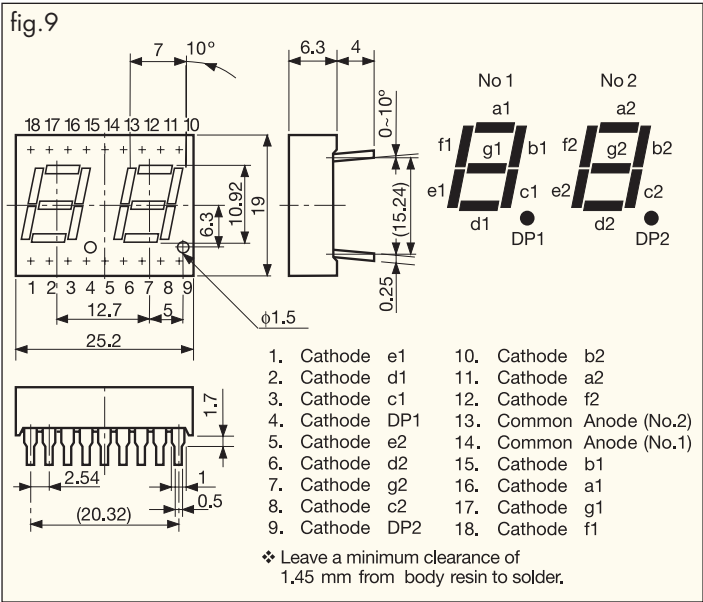 fig.9
7 10°
18 17 16 15 14 13 12 11 10
10.92
6.3
19
1 2 3 4 5 6 7 8 9
12.7 5
φ1.5
25.2
6.3 4
0~10°
(15.24)
0.25
No 1
a1
f1 g1 b1
e1 c1
d1
DP1
No 2
a2
f2 g2 b2
e2 c2
d2
DP2
1.7
2.54 1
0.5
(20.32)
1. Cathode e1
2. Cathode d1
3. Cathode c1
4. Cathode DP1
5. Cathode e2
6. Cathode d2
7. Cathode g2
8. Cathode c2
9. Cathode DP2
10. Cathode b2
11. Cathode a2
12. Cathode f2
13. Common Anode (No.2)
14. Common Anode (No.1)
15. Cathode b1
16. Cathode a1
17. Cathode g1
18. Cathode f1
❖ Leave a minimum clearance of
1.45 mm from body resin to solder.